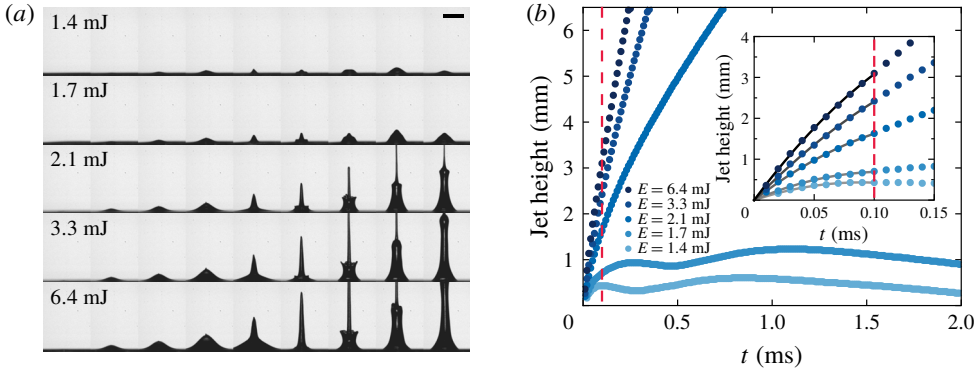 (a)
1.4 mJ
1.7 mJ
2.1 mJ
3.3 mJ
6.4 mJ
(b)
6
5
4
3
2
1
0
0.5
1.0
1.5
2.0
Jet height (mm)
t (ms)
E = 6.4 mJ
E = 3.3 mJ
E = 2.1 mJ
E = 1.7 mJ
E = 1.4 mJ
4
3
2
1
0
0.05
0.10
0.15
Jet height (mm)
t (ms)